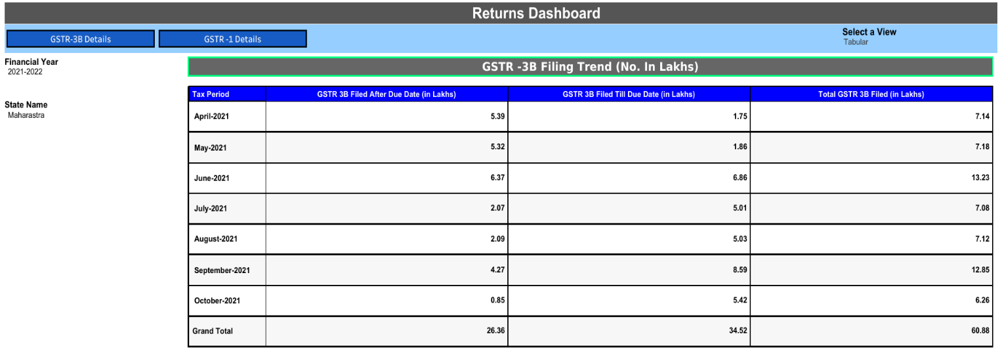 Returns Dashboard
GSTR-3B Details GSTR -1 Details Select a View
Tabular
Financial Year
2021-2022
GSTR -3B Filing Trend (No. In Lakhs)
State Name
Maharastra
Tax Period GSTR 3B Filed After Due Date (in Lakhs) GSTR 3B Filed Till Due Date (in Lakhs) Total GSTR 3B Filed (in Lakhs)
April-2021 5.39 1.75 7.14
May-2021 5.32 1.86 7.18
June-2021 6.37 6.86 13.23
July-2021 2.07 5.01 7.08
August-2021 2.09 5.03 7.12
September-2021 4.27 8.59 12.85
October-2021 0.85 5.42 6.26
Grand Total 26.36 34.52 60.88